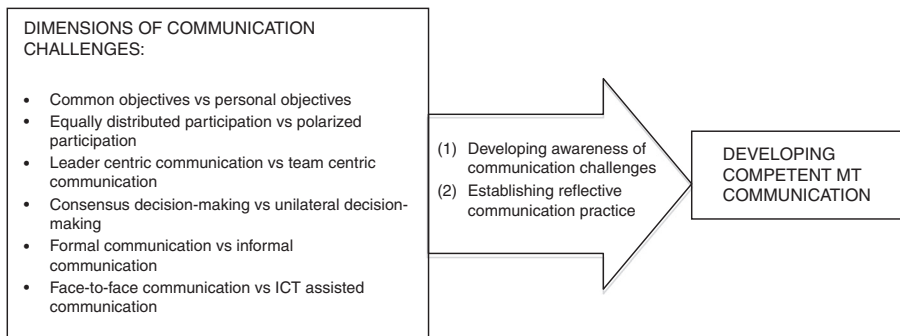 DIMENSIONS OF COMMUNICATION
CHALLENGES:
• Common objectives vs personal objectives
• Equally distributed participation vs polarized
participation
• Leader centric communication vs team centric
communication
• Consensus decision-making vs unilateral decision-
making
• Formal communication vs informal
communication
• Face-to-face communication vs ICT assisted
communication
(1) Developing awareness of
communication challenges
(2) Establishing reflective
communication practice
DEVELOPING
COMPETENT MT
COMMUNICATION